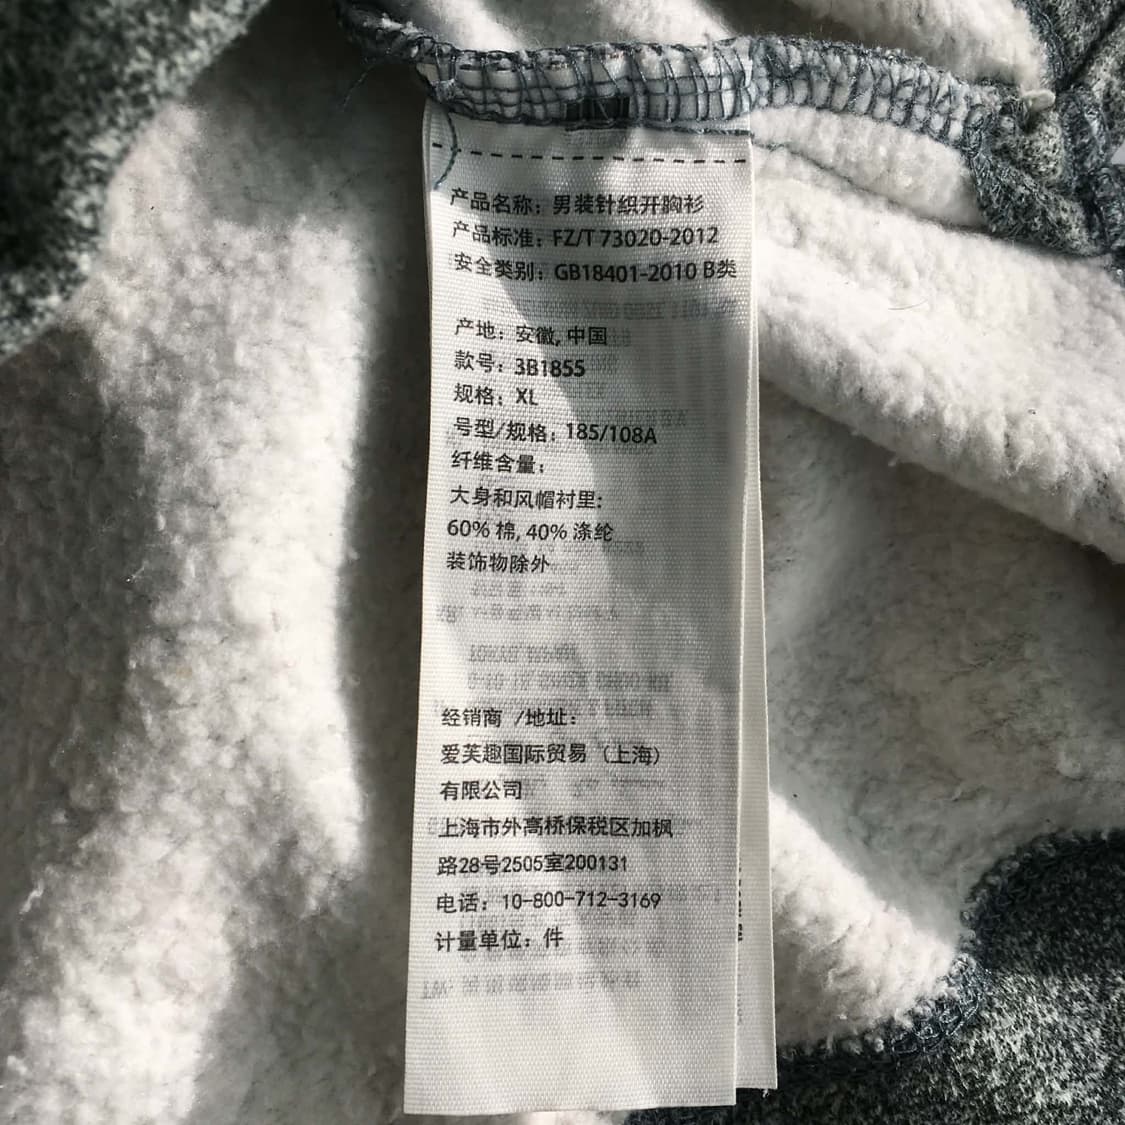 产品名称：男装针织开胸衫
产品标准：FZ/T 73020-2012
安全类别：GB18401-2010 B类
产地：安徽, 中国
款号：3B1855
规格：XL
号型/规格：185/108A
纤维含量：
大身和风帽衬里:
60% 棉, 40% 涤纶
装饰物除外
经销商 /地址：
爱芙趣国际贸易（上海）
有限公司
上海市外高桥保税区加枫
路28号2505室200131
电话：10-800-712-3169
计量单位：件